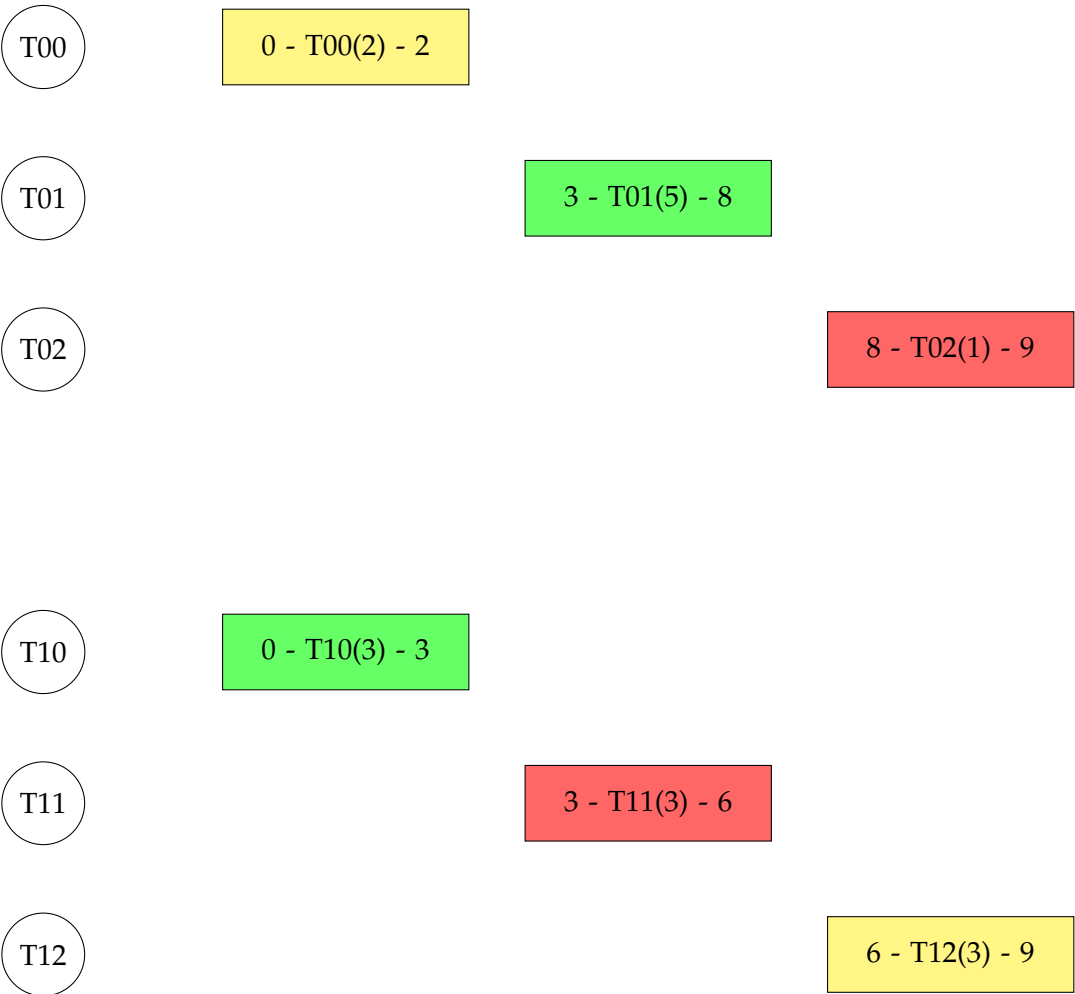 T00 0 - T00(2) - 2
T01 3 - T01(5) - 8
T02 8 - T02(1) - 9
T10 0 - T10(3) - 3
T11 3 - T11(3) - 6
T12 6 - T12(3) - 9